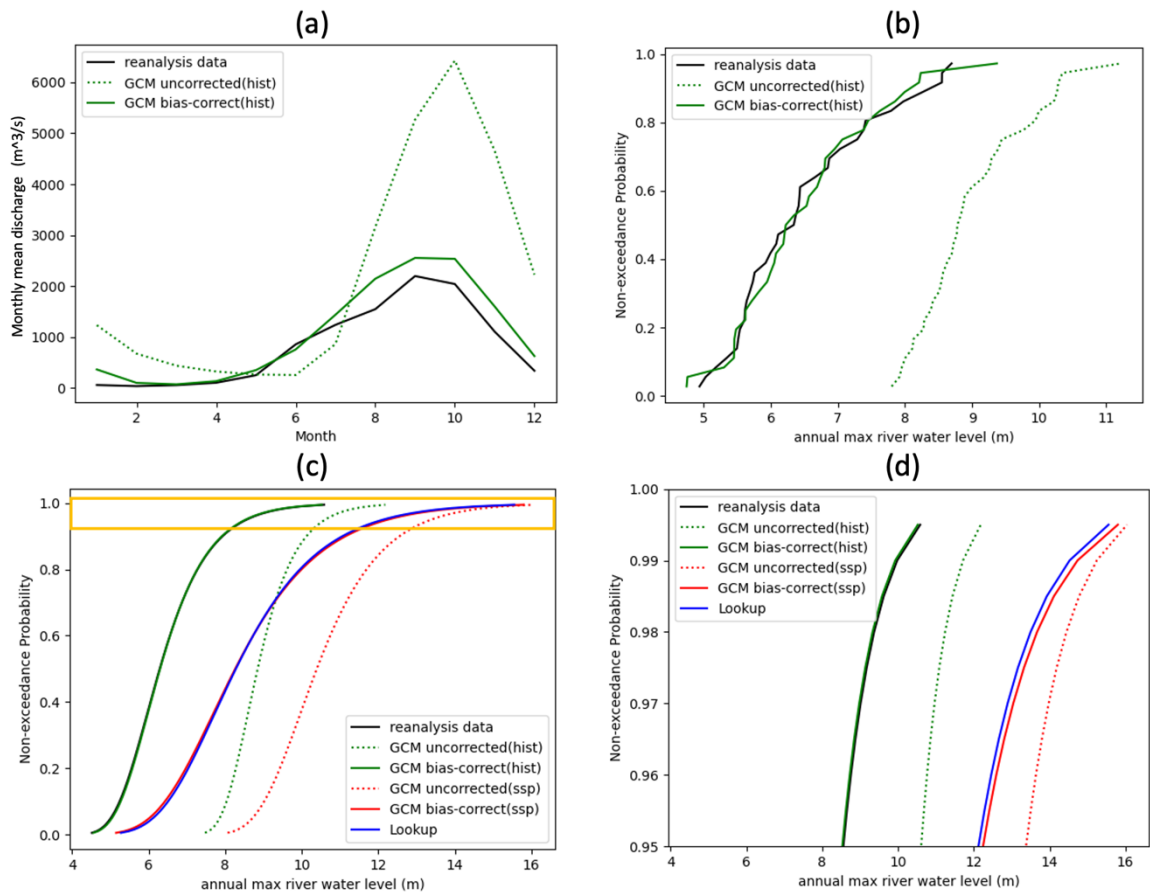 (a)
reanalysis data
GCM uncorrected(hist)
GCM bias-correct(hist)
Monthly mean discharge (m^3/s)
6000
5000
4000
3000
2000
1000
0
2
4
6
8
10
12
Month
(b)
reanalysis data
GCM uncorrected(hist)
GCM bias-correct(hist)
Non-exceedance Probability
1.0
0.8
0.6
0.4
0.2
0.0
5
6
7
8
9
10
11
annual max river water level (m)
(c)
Non-exceedance Probability
1.0
0.8
0.6
0.4
0.2
0.0
reanalysis data
GCM uncorrected(hist)
GCM bias-correct(hist)
GCM uncorrected(ssp)
GCM bias-correct(ssp)
Lookup
4
6
8
10
12
14
16
annual max river water level (m)
(d)
reanalysis data
GCM uncorrected(hist)
GCM bias-correct(hist)
GCM uncorrected(ssp)
GCM bias-correct(ssp)
Lookup
Non-exceedance Probability
1.00
0.99
0.98
0.97
0.96
0.95
4
6
8
10
12
14
16
annual max river water level (m)